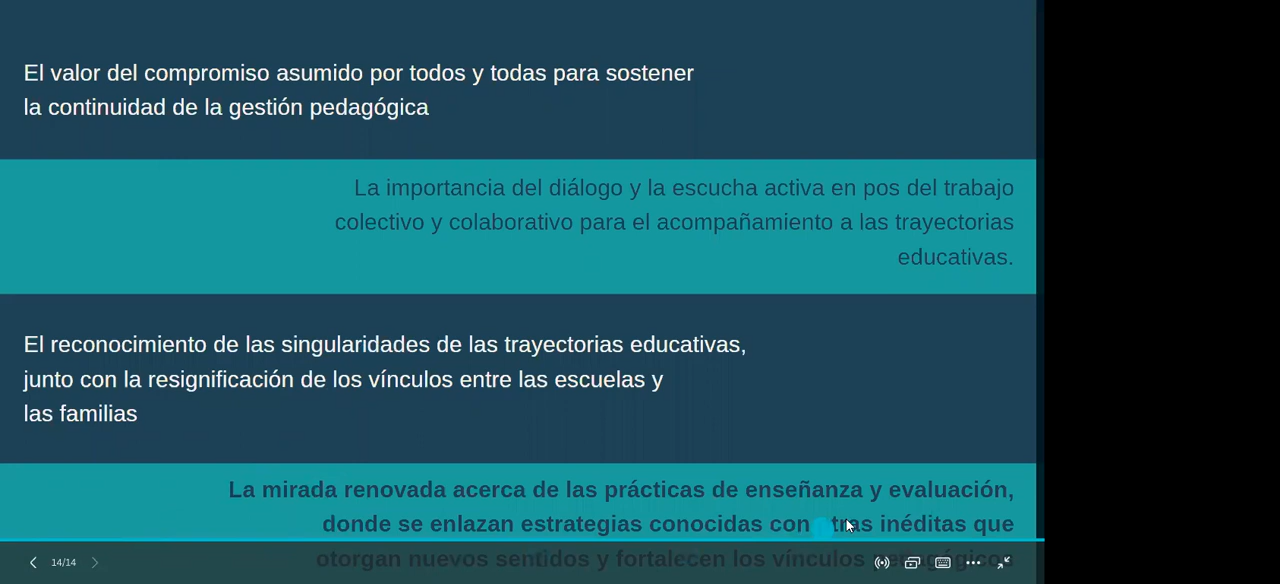 El valor del compromiso asumido por todos y todas para sostener
la continuidad de la gestión pedagógica
La importancia del diálogo y la escucha activa en pos del trabajo
colectivo y colaborativo para el acompañamiento a las trayectorias
educativas.
El reconocimiento de las singularidades de las trayectorias educativas,
junto con la resignificación de los vínculos entre las escuelas y
las familias
La mirada renovada acerca de las prácticas de enseñanza y evaluación,
donde se enlazan estrategias conocidas con otras inéditas que
otorgan nuevos sentidos y fortalecen los vínculos pedagógicos
14/14